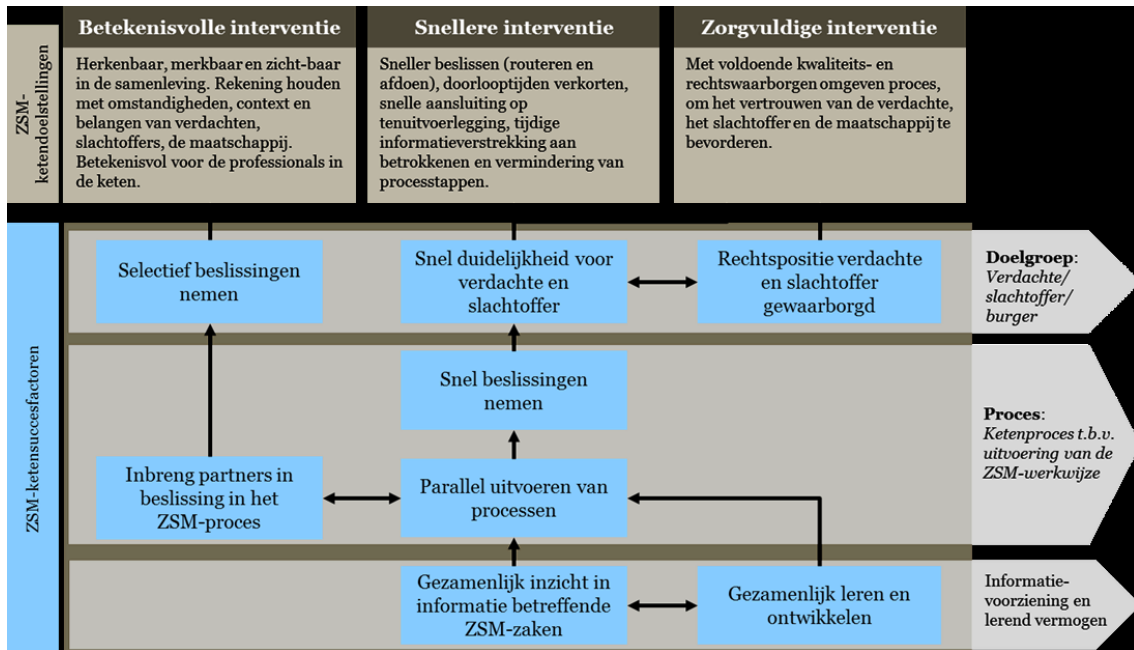 ZSM-
ketendoelstellingen
Betekenisvolle interventie
Herkenbaar, merkbaar en zicht-baar
in de samenleving. Rekening houden
met omstandigheden, context en
belangen van verdachten,
slachtoffers, de maatschappij.
Betekenisvol voor de professionals in
de keten.
Snellere interventie
Sneller beslissen (routeren en
afdoen), doorlooptijden verkorten,
snelle aansluiting op
tenuitvoerlegging, tijdige
informatieverstrekking aan
betrokkenen en vermindering van
processtappen.
Zorgvuldige interventie
Met voldoende kwaliteits- en
rechtswaarborgen omgeven proces,
om het vertrouwen van de verdachte,
het slachtoffer en de maatschappij te
bevorderen.
ZSM-ketensuccesfactoren
Selectief beslissingen
nemen
Snel duidelijkheid voor
verdachte en
slachtoffer
Rechtspositie verdachte
en slachtoffer
gewaarborgd
Doelgroep:
Verdachte/
slachtoffer/
burger
Snel beslissingen
nemen
Inbreng partners in
beslissing in het
ZSM-proces
Parallel uitvoeren van
processen
Proces:
Ketenproces t.b.v.
uitvoering van de
ZSM-werkwijze
Gezamenlijk inzicht in
informatie betreffende
ZSM-zaken
Gezamenlijk leren en
ontwikkelen
Informatie-
voorziening en
lerend vermogen